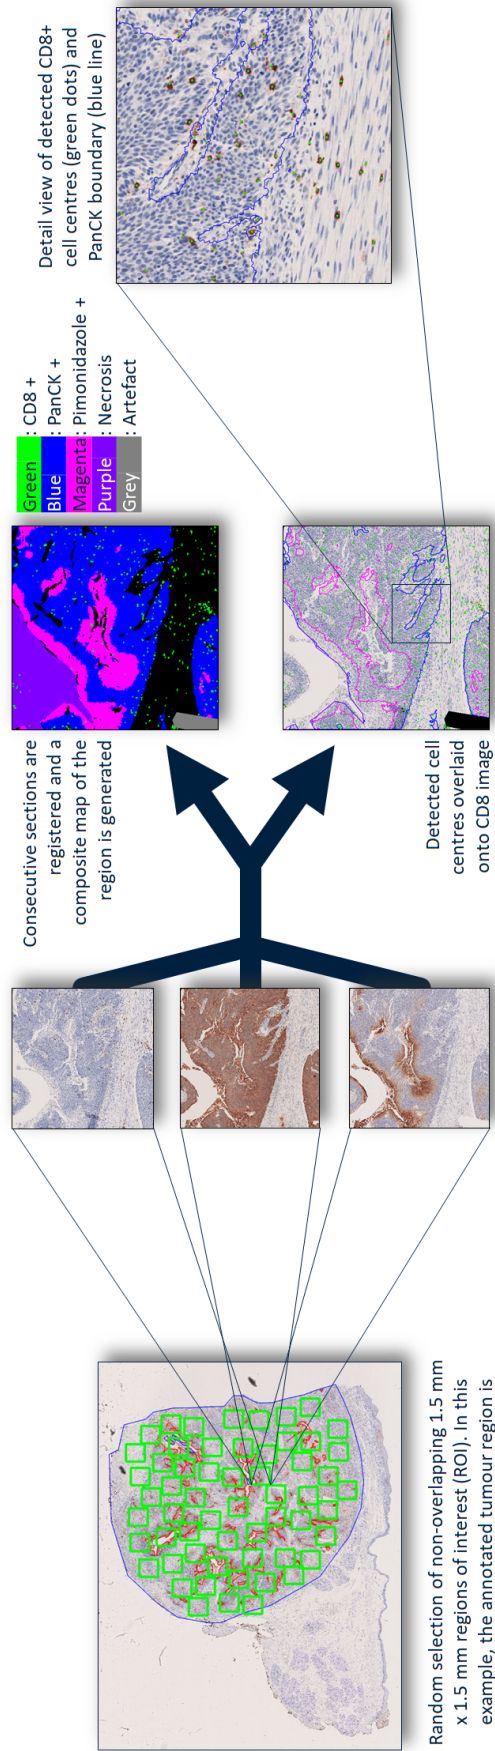 Random selection of non-overlapping 1.5 mm
x 1.5 mm regions of interest (ROI). In this
example, the annotated tumour region is
Consecutive sections are
registered and a
composite map of the
region is generated
Green : CD8 +
Blue : PanCK +
Magenta : Pimonidazole +
Purple : Necrosis
Grey : Artefact
Detected cell
centres overlaid
onto CD8 image
Detail view of detected CD8+
cell centres (green dots) and
PanCK boundary (blue line)